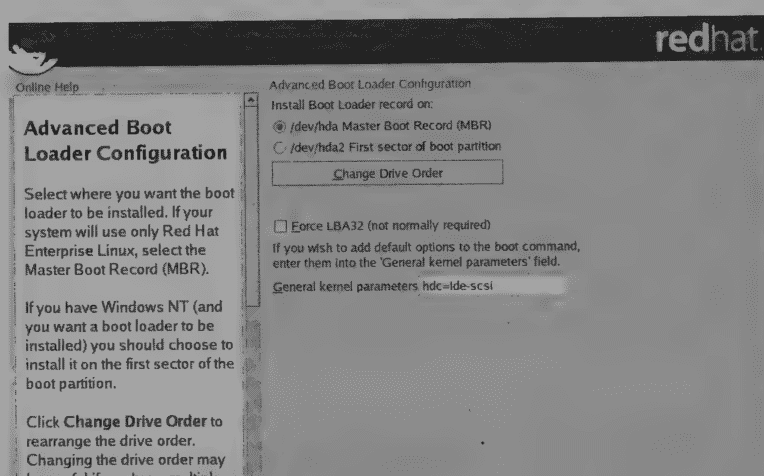 redhat.
Online Help
Advanced Boot
Loader Configuration
Select where you want the boot
loader to be installed. If your
system will use only Red Hat
Enterprise Linux, select the
Master Boot Record (MBR).
If you have Windows NT (and
you want a boot loader to be
installed) you should choose to
install it on the first sector of the
boot partition.
Click Change Drive Order to
rearrange the drive order.
Changing the drive order may
Advanced Boot Loader Configuration
Install Boot Loader record on:
/dev/hda Master Boot Record (MBR)
/dev/hda2 First sector of boot partition
Change Drive Order
Force LBA32 (not normally required)
If you wish to add default options to the boot command,
enter them into the 'General kernel parameters' field.
General kernel parameters hdc=ide-scsi